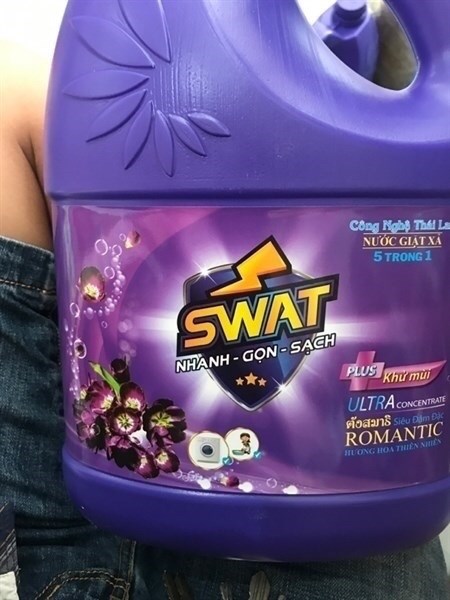 Công Nghệ Thái La
NƯỚC GIẶT XẢ
5 TRONG 1
SWAT
NHANH - GỌN - SẠCH
PLUS Khử mùi
ULTRA CONCENTRATE
Siêu Đậm Đặc
ROMANTIC
HƯƠNG HOA THIÊN NHIÊN